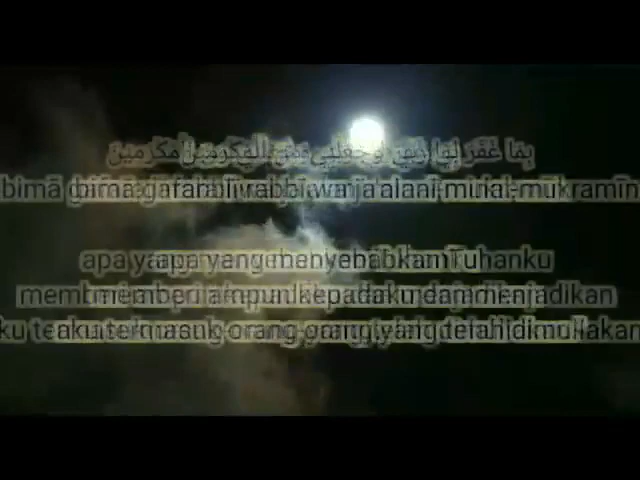 بِمَا غَفَرَ لِيْ رَبِّيْ وَجَعَلَنِيْ مِنَ الْمُكْرَمِيْنَ
bimā gafara lī rabbī wa ja'alanī minal-mukramīn
apa yang menyebabkan Tuhanku
memberi ampun kepadaku dan menjadikan
aku termasuk orang-orang yang telah dimuliakan